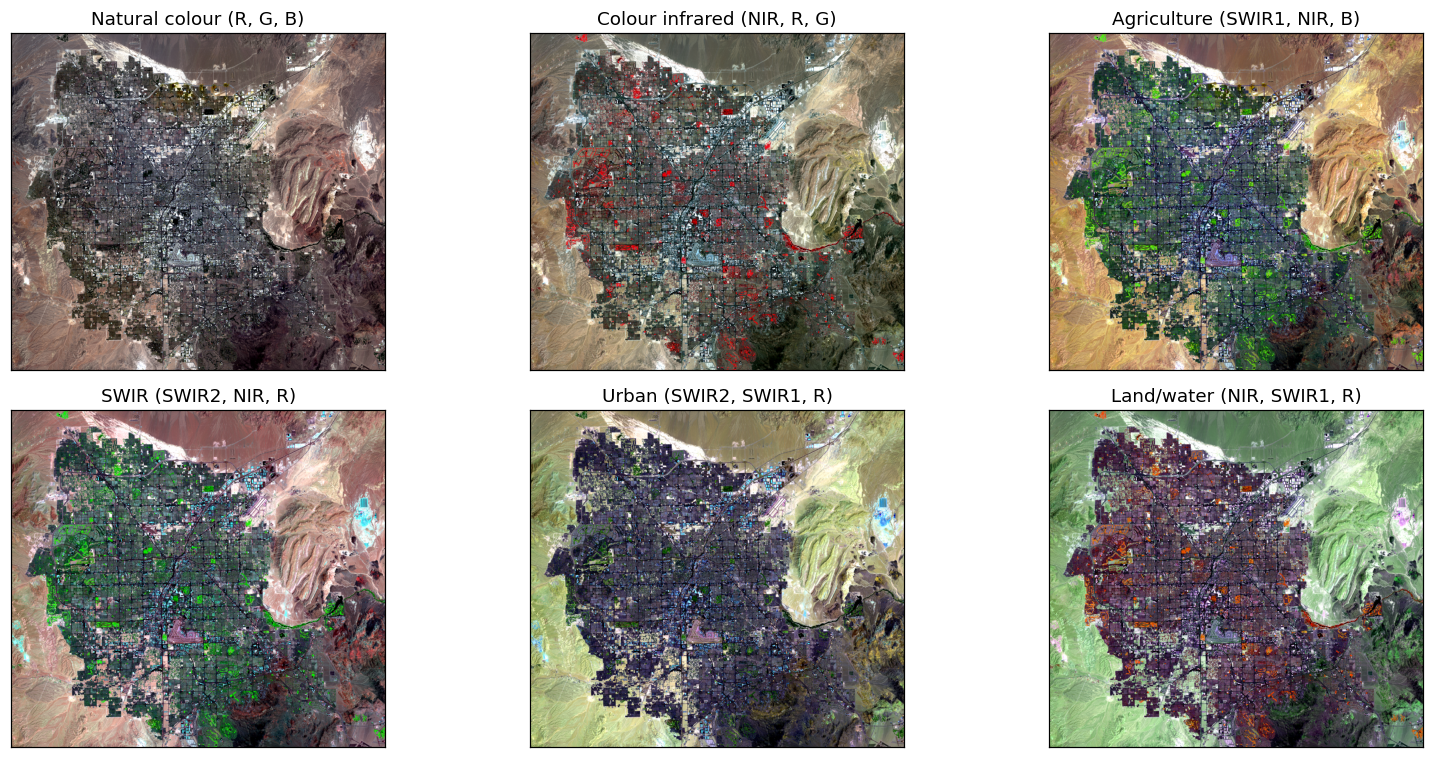 Natural colour (R, G, B)
Colour infrared (NIR, R, G)
Agriculture (SWIR1, NIR, B)
SWIR (SWIR2, NIR, R)
Urban (SWIR2, SWIR1, R)
Land/water (NIR, SWIR1, R)